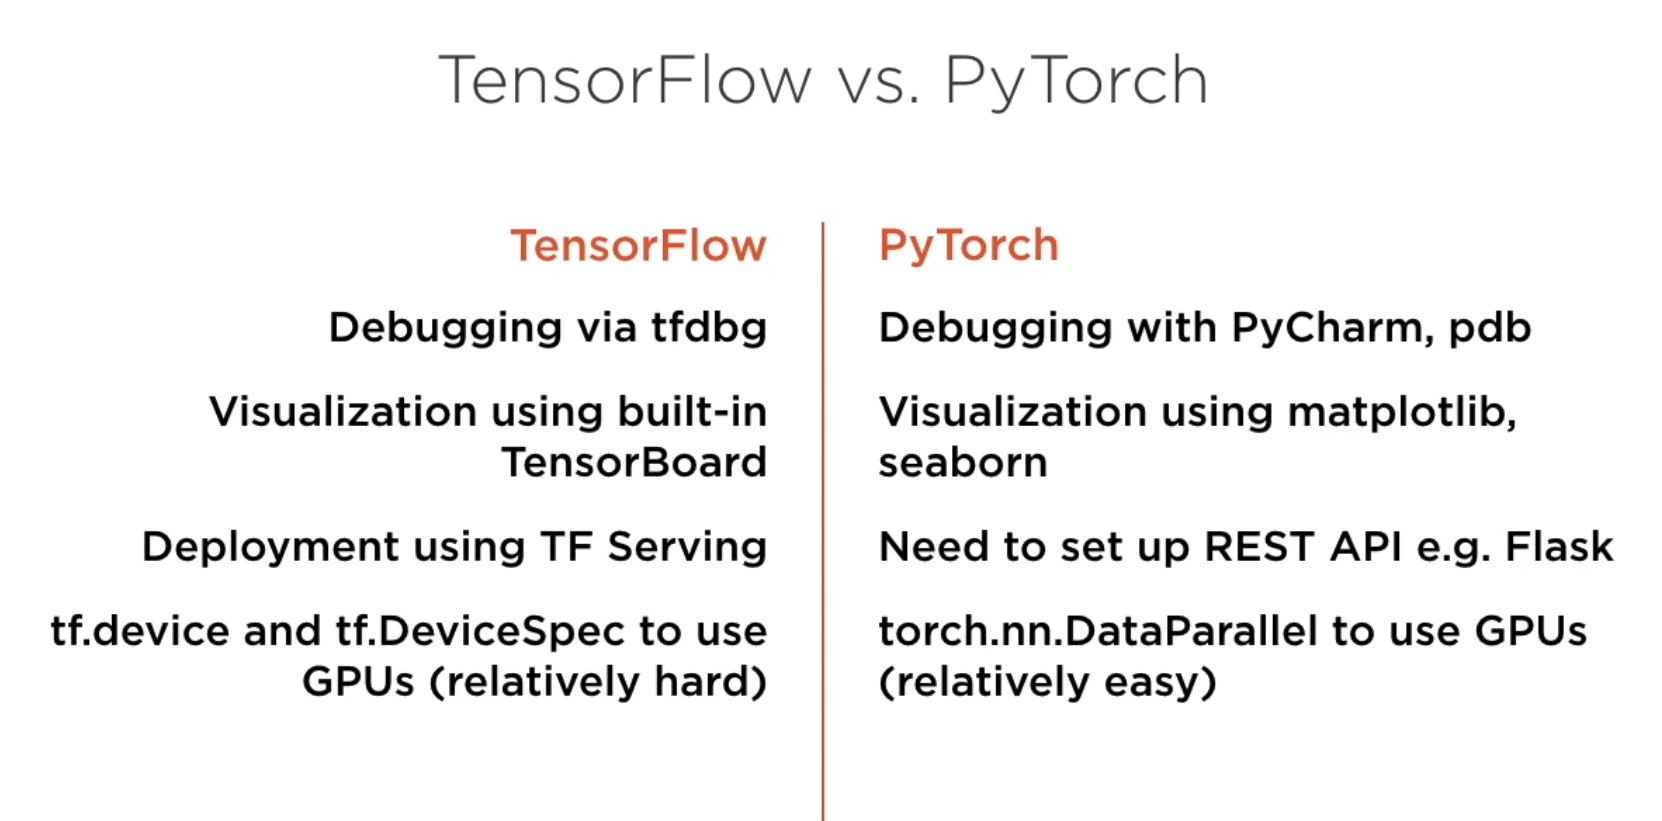 TensorFlow vs. PyTorch
TensorFlow
Debugging via tfdbg
Visualization using built-in
TensorBoard
Deployment using TF Serving
tf.device and tf.DeviceSpec to use
GPUs (relatively hard)
PyTorch
Debugging with PyCharm, pdb
Visualization using matplotlib,
seaborn
Need to set up REST API e.g. Flask
torch.nn.DataParallel to use GPUs
(relatively easy)